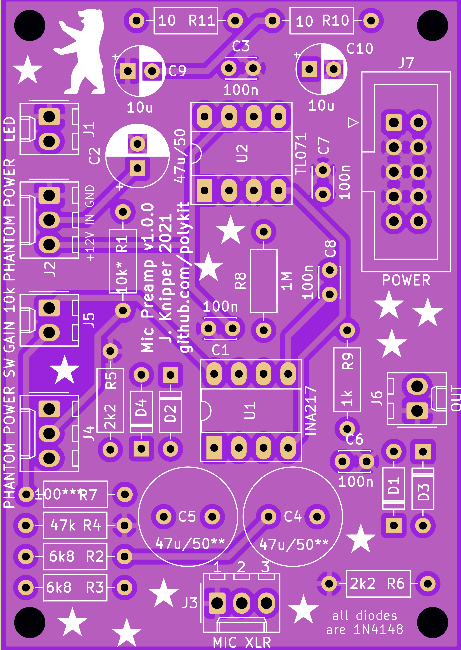 10 R11
10 R10
+
C9
10u
C3
100n
+
C10
10u
J7
LED
J1
C2
+
47u/50
U2
TL071
C7
100n
PHANTOM POWER
J2
+12V IN GND
R1
10k*
Mic Preamp v1.0.0
J. Knipper 2021
github.com/polykit
R8
1M
C8
100n
POWER
GAIN 10k
J5
100n
C1
R9
1k
J6
OUT
PHANTOM POWER SW
J4
R5
2k2
D4
D2
U1
INA217
C6
100n
D1
D3
100** R7
47k R4
6k8 R2
6k8 R3
C5
47u/50**
C4
47u/50**
1 2 3
J3
MIC XLR
2k2 R6
all diodes
are 1N4148